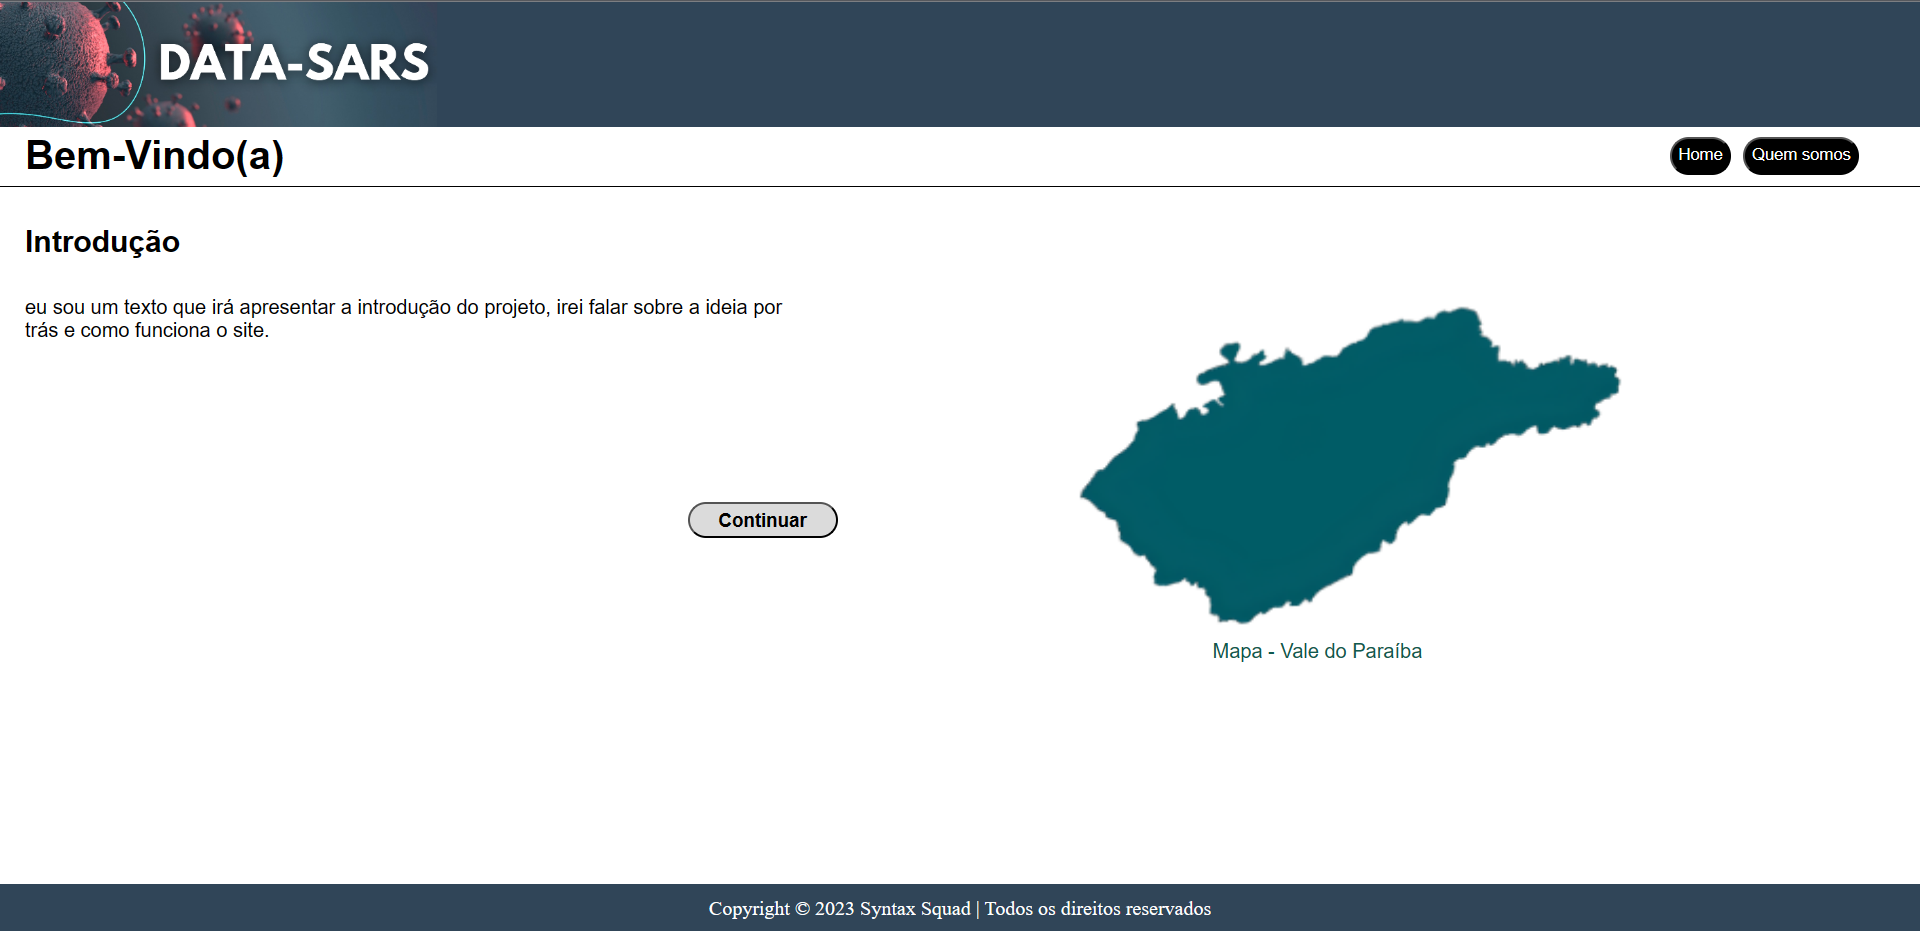 DATA-SARS
Bem-Vindo(a)
Home
Quem somos
Introdução
eu sou um texto que irá apresentar a introdução do projeto, irei falar sobre a ideia por
trás e como funciona o site.
Continuar
Mapa - Vale do Paraíba
Copyright © 2023 Syntax Squad | Todos os direitos reservados